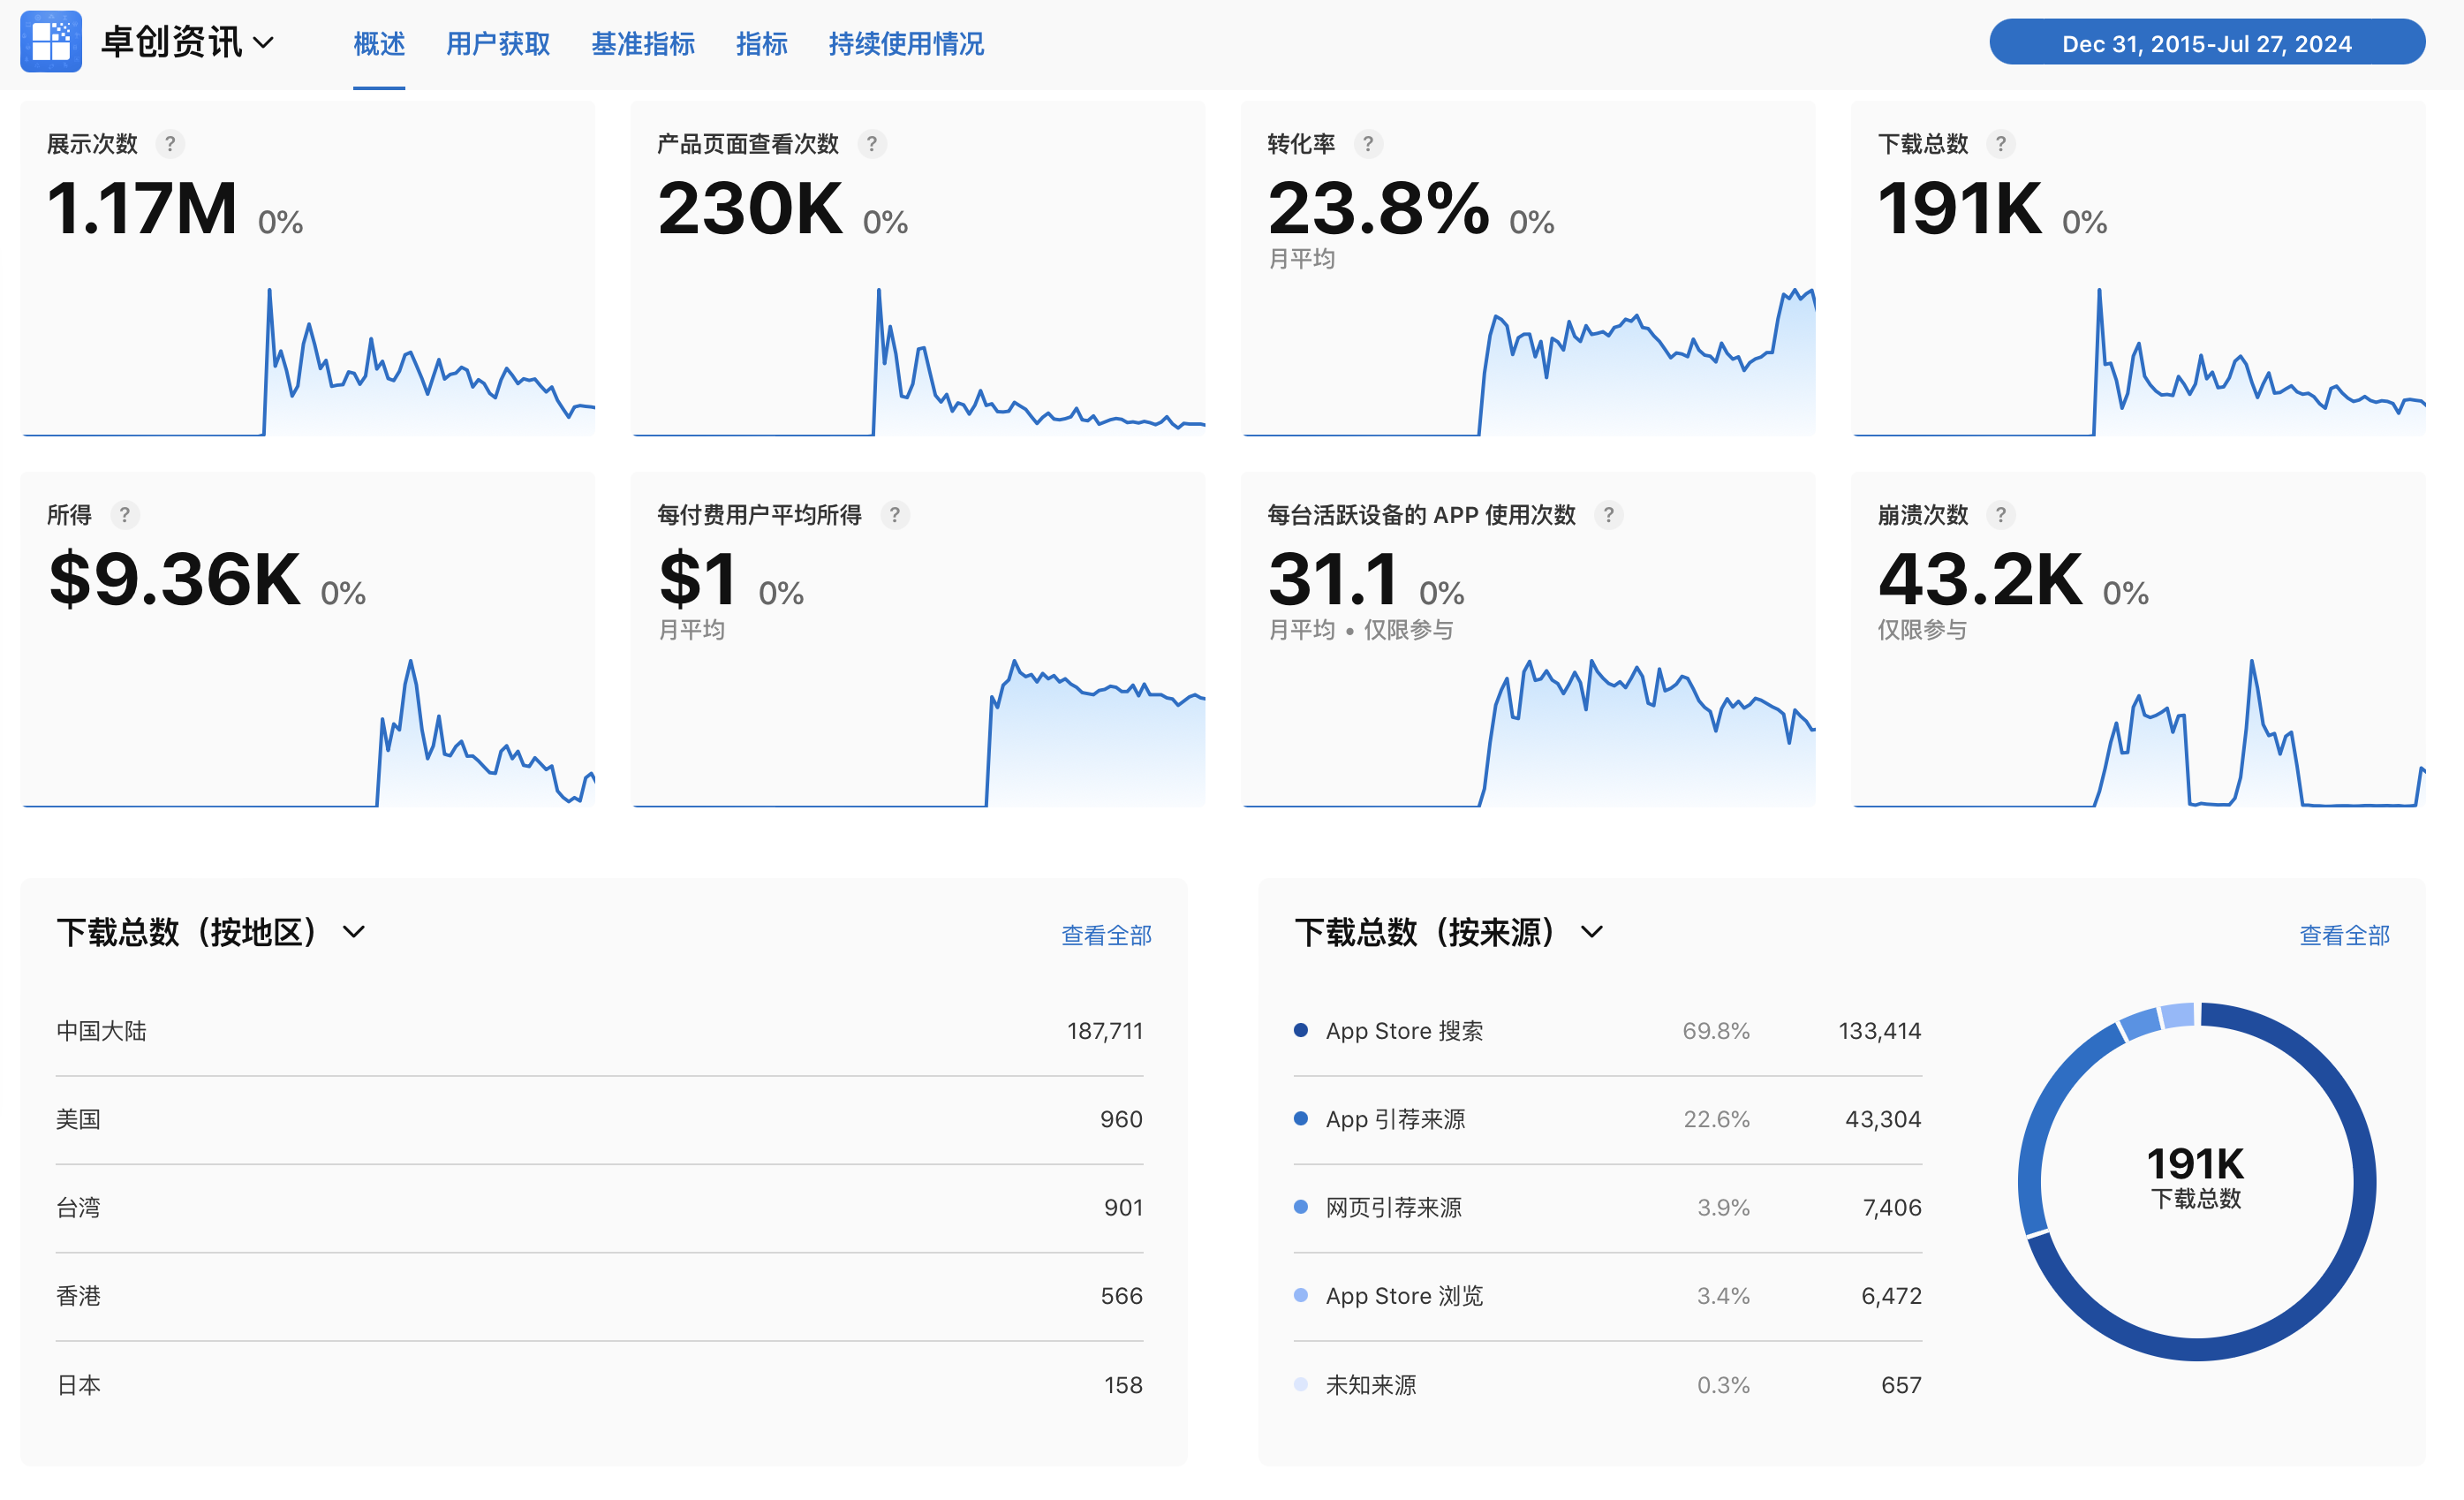 卓创资讯
概述 用户获取 基准指标 指标 持续使用情况
Dec 31, 2015-Jul 27, 2024
展示次数 ?
1.17M 0%
产品页面查看次数 ?
230K 0%
转化率 ?
23.8% 0%
月平均
下载总数 ?
191K 0%
所得 ?
$9.36K 0%
每付费用户平均所得 ?
$1 0%
月平均
每台活跃设备的 APP 使用次数 ?
31.1 0%
月平均 • 仅限参与
崩溃次数 ?
43.2K 0%
仅限参与
下载总数（按地区） 查看全部
中国大陆 187,711
美国 960
台湾 901
香港 566
日本 158
下载总数（按来源） 查看全部
App Store 搜索 69.8% 133,414
App 引荐来源 22.6% 43,304
网页引荐来源 3.9% 7,406
App Store 浏览 3.4% 6,472
未知来源 0.3% 657
191K
下载总数